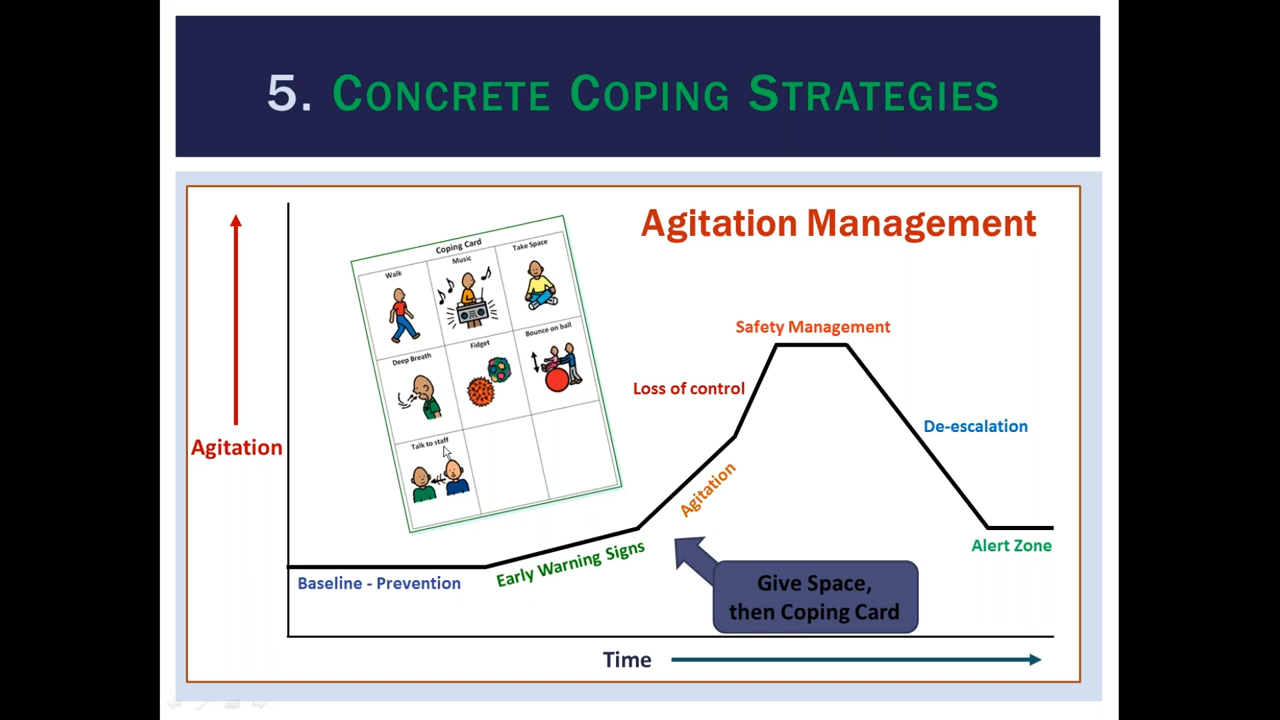 5. CONCRETE COPING STRATEGIES
Agitation Management
Coping Card
Walk
Music
Take Space
Deep Breath
Fidget
Bounce on ball
Talk to staff
Safety Management
Loss of control
De-escalation
Agitation
Agitation
Alert Zone
Early Warning Signs
Baseline - Prevention
Give Space,
then Coping Card
Time